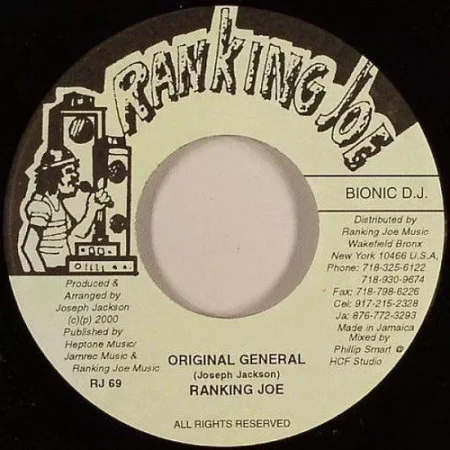 RANKING JOE
BIONIC D.J.
Distributed by
Ranking Joe Music
Wakefield Bronx
New York 10466 U.S.A,
Phone: 718-325-6122
718-930-9674
Fax; 718-798-6226
Cel: 917-215-2328
Ja: 876-772-3293
Made in Jamaica
Mixed by
Phillip Smart @
HCF Studio
Produced &
Arranged by
Joseph Jackson
(c)(p) 2000
Published by
Heptone Music/
Jamrec Music &
Ranking Joe Music
RJ 69
ORIGINAL GENERAL
(Joseph Jackson)
RANKING JOE
ALL RIGHTS RESERVED